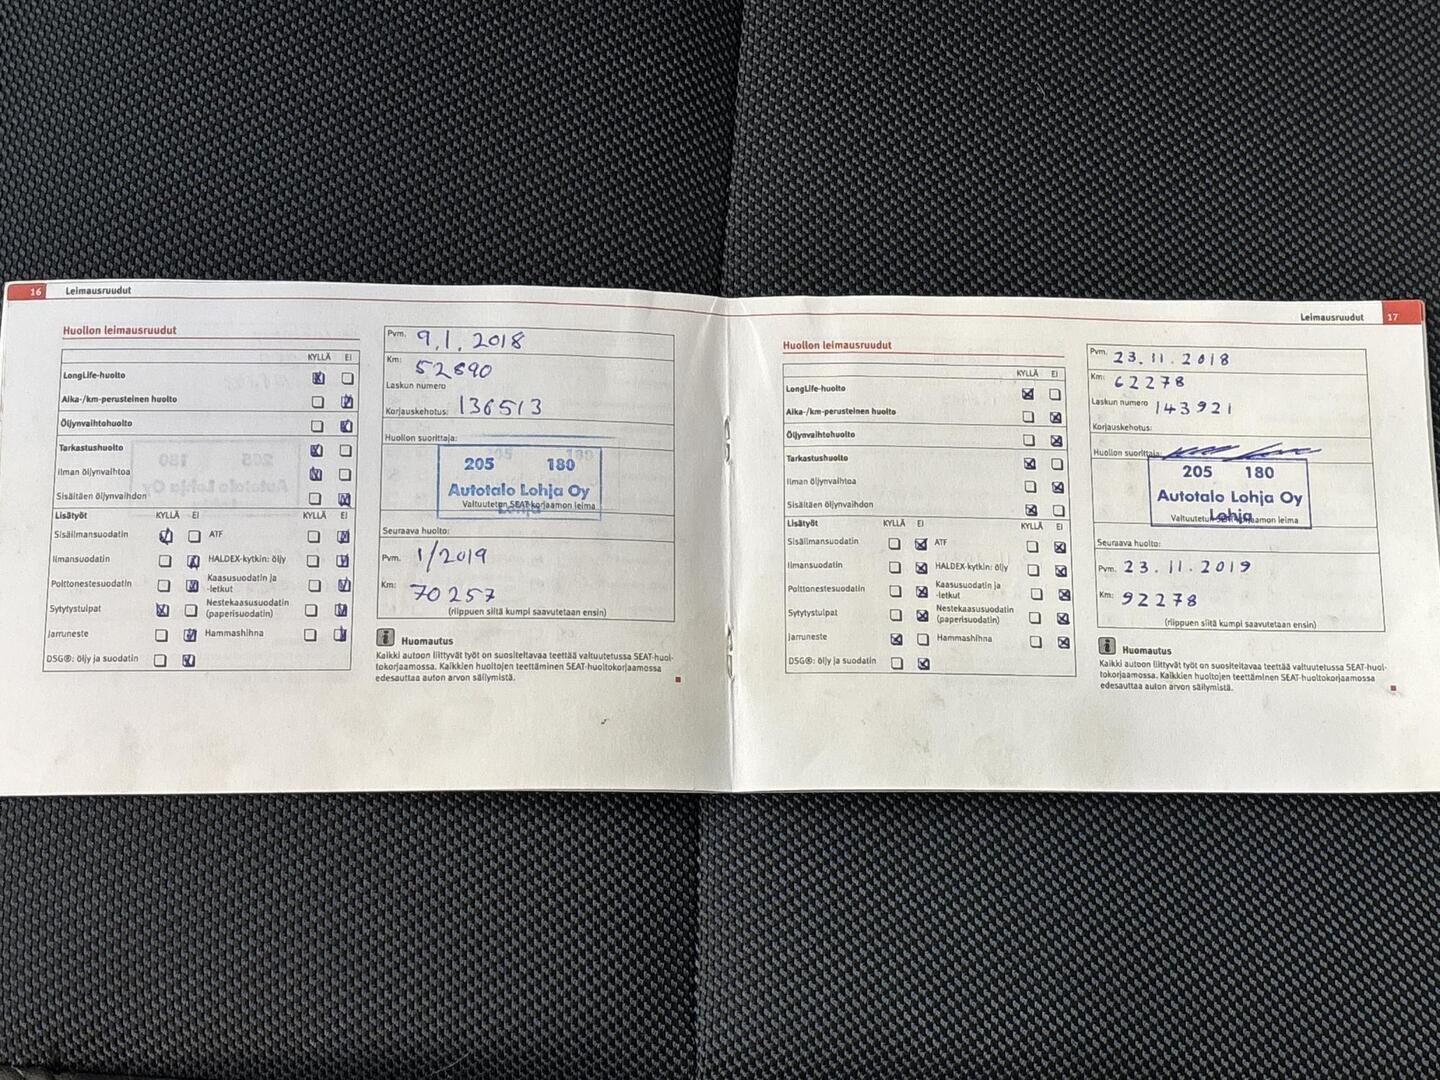 16 Leimausruudut
Huollon leimausruudut
KYLLÄ EI
LongLife-huolto
Aika-/km-perusteinen huolto
Öljynvaihtohuolto
Tarkastushuolto
Ilman öljynvaihtoa
Sisältäen öljynvaihdon
Lisätyöt KYLLÄ EI KYLLÄ EI
Sisäilmansuodatin ATF
Ilmansuodatin HALDEX-kytkin: öljy
Polttonestesuodatin Kaasusuodatin ja
-letkut
Sytytystulpat Nestekaasusuodatin
(paperisuodatin)
Jarruneste Hammashihna
DSG®: öljy ja suodatin
Pvm. 9.1.2018
Km: 52890
Laskun numero
Korjauskehotus: 136513
Huollon suorittaja:
205 180
Autotalo Lohja Oy
Lohja
Valtuutetun SEAT-korjaamon leima
Seuraava huolto:
Pvm. 1/2019
Km: 70257
(riippuen siitä kumpi saavutetaan ensin)
i Huomautus
Kaikki autoon liittyvät työt on suositeltavaa teettää valtuutetussa SEAT-huol-
tokorjaamossa. Kaikkien huoltojen teettäminen SEAT-huoltokorjaamossa
edesauttaa auton arvon säilymistä.
Leimausruudut 17
Huollon leimausruudut
KYLLÄ EI
LongLife-huolto
Aika-/km-perusteinen huolto
Öljynvaihtohuolto
Tarkastushuolto
Ilman öljynvaihtoa
Sisältäen öljynvaihdon
Lisätyöt KYLLÄ EI KYLLÄ EI
Sisäilmansuodatin ATF
Ilmansuodatin HALDEX-kytkin: öljy
Polttonestesuodatin Kaasusuodatin ja
-letkut
Sytytystulpat Nestekaasusuodatin
(paperisuodatin)
Jarruneste Hammashihna
DSG®: öljy ja suodatin
Pvm. 23.11.2018
Km: 62278
Laskun numero 143921
Korjauskehotus:
Huollon suorittaja:
205 180
Autotalo Lohja Oy
Lohja
Valtuutetun SEAT-korjaamon leima
Seuraava huolto:
Pvm. 23.11.2019
Km: 92278
(riippuen siitä kumpi saavutetaan ensin)
i Huomautus
Kaikki autoon liittyvät työt on suositeltavaa teettää valtuutetussa SEAT-huol-
tokorjaamossa. Kaikkien huoltojen teettäminen SEAT-huoltokorjaamossa
edesauttaa auton arvon säilymistä.